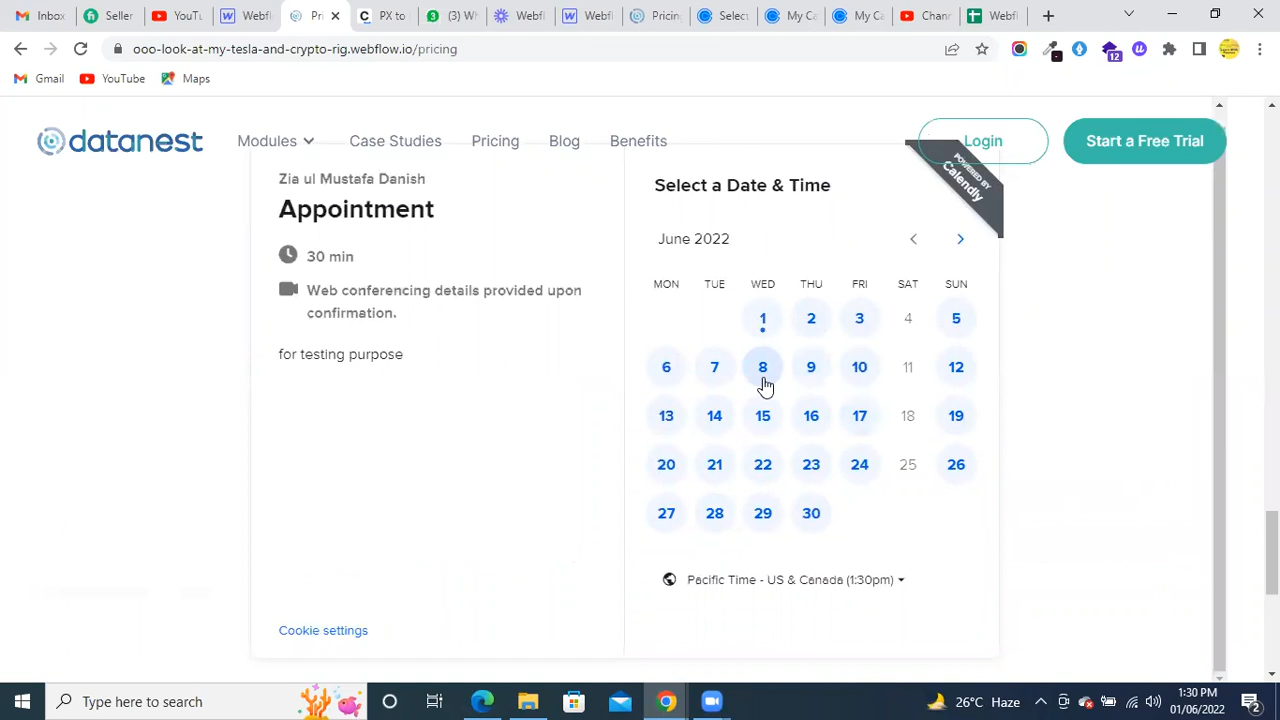 Inbox
Seller
YouTu
Webf
Pri
PX to
(3) W
Webfl
Webf
Pricing
Select
My Ca
My Ca
Chan
Webfl
ooo-look-at-my-tesla-and-crypto-rig.webflow.io/pricing
12
Gmail
YouTube
Maps
datanest
Modules
Case Studies
Pricing
Blog
Benefits
Login
Start a Free Trial
POWERED BY
Calendly
Zia ul Mustafa Danish
Appointment
30 min
Web conferencing details provided upon
confirmation.
for testing purpose
Cookie settings
Select a Date & Time
June 2022
MON TUE WED THU FRI SAT SUN
1 2 3 4 5
6 7 8 9 10 11 12
13 14 15 16 17 18 19
20 21 22 23 24 25 26
27 28 29 30
Pacific Time - US & Canada (1:30pm)
Type here to search
26°C Haze
1:30 PM
01/06/2022
2